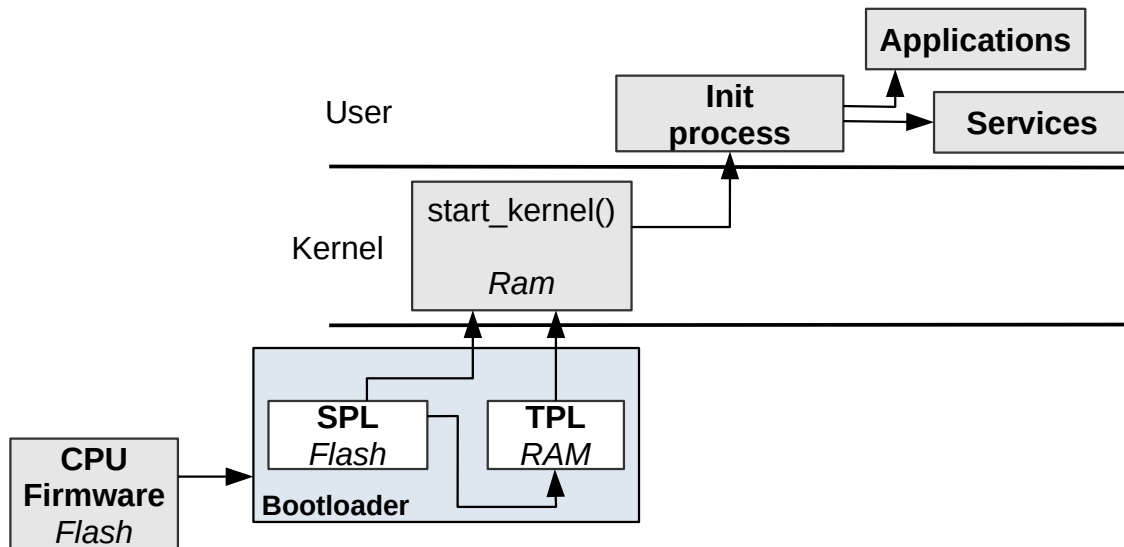 Applications
User
Init
process
Services
start_kernel()
Kernel
Ram
SPL
Flash
TPL
RAM
CPU
Firmware
Flash
Bootloader